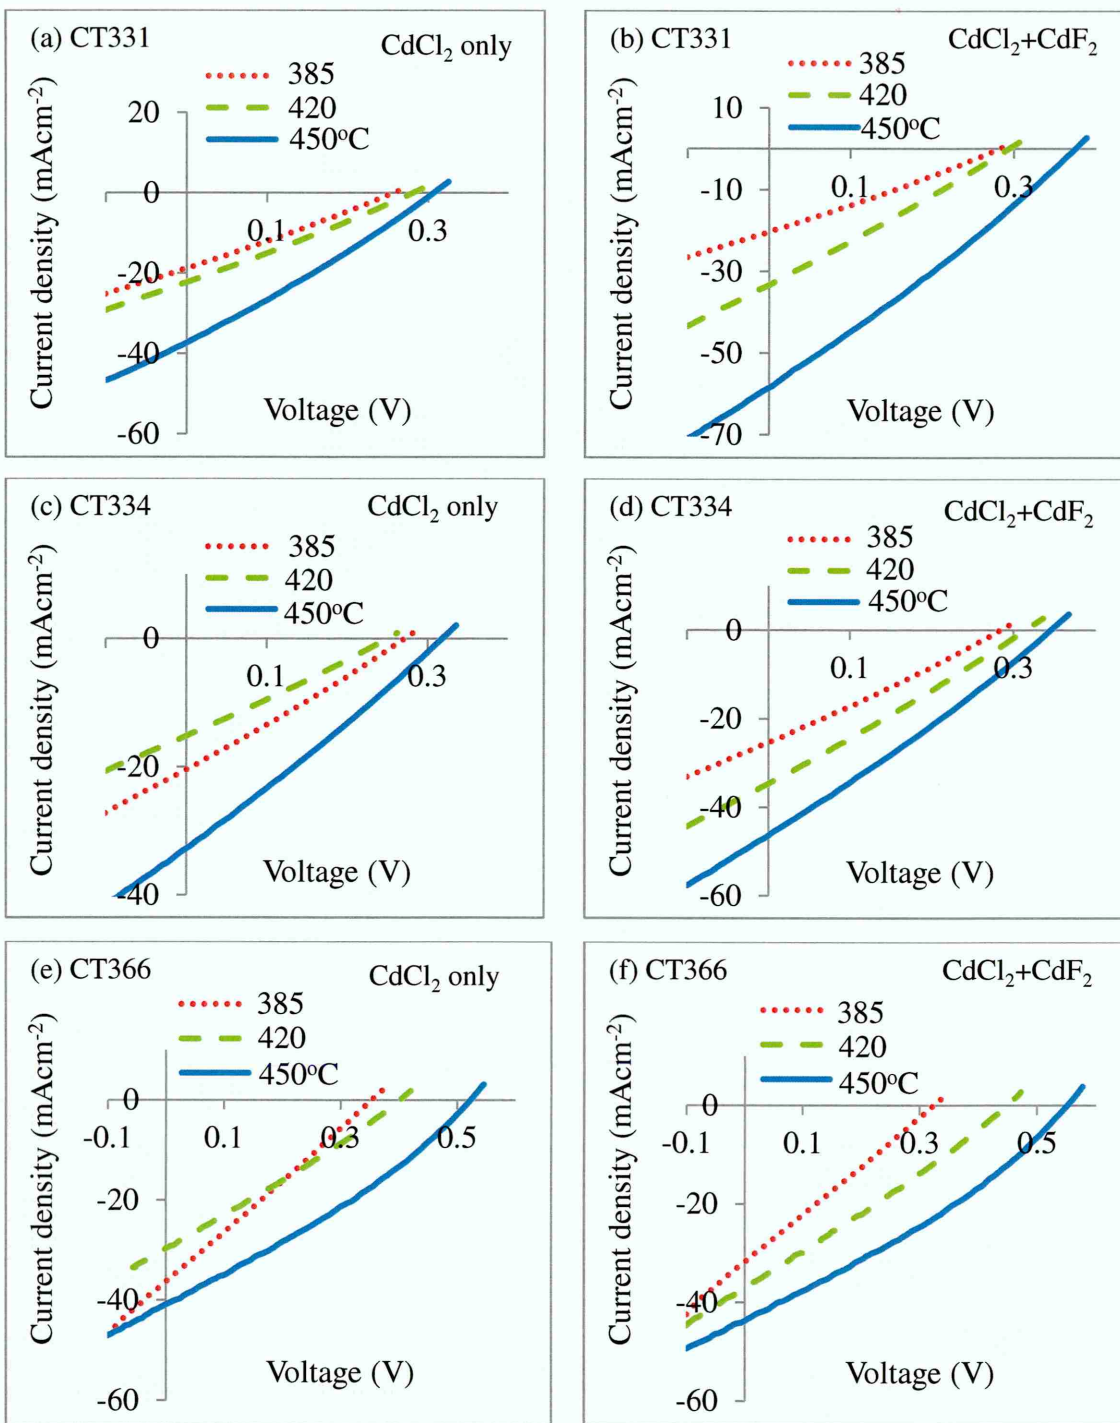 (a) CT331
CdCl₂ only
385
420
450°C
20
0
-20
-40
-60
0.1
0.3
Current density (mAcm⁻²)
Voltage (V)
(b) CT331
CdCl₂+CdF₂
385
420
450°C
10
-10
-30
-50
-70
0.1
0.3
Current density (mAcm⁻²)
Voltage (V)
(c) CT334
CdCl₂ only
385
420
450°C
0
-20
-40
0.1
0.3
Current density (mAcm⁻²)
Voltage (V)
(d) CT334
CdCl₂+CdF₂
385
420
450°C
0
-20
-40
-60
0.1
0.3
Current density (mAcm⁻²)
Voltage (V)
(e) CT366
CdCl₂ only
385
420
450°C
0
-20
-40
-60
-0.1
0.1
0.3
0.5
Current density (mAcm⁻²)
Voltage (V)
(f) CT366
CdCl₂+CdF₂
385
420
450°C
0
-20
-40
-60
-0.1
0.1
0.3
0.5
Current density (mAcm⁻²)
Voltage (V)